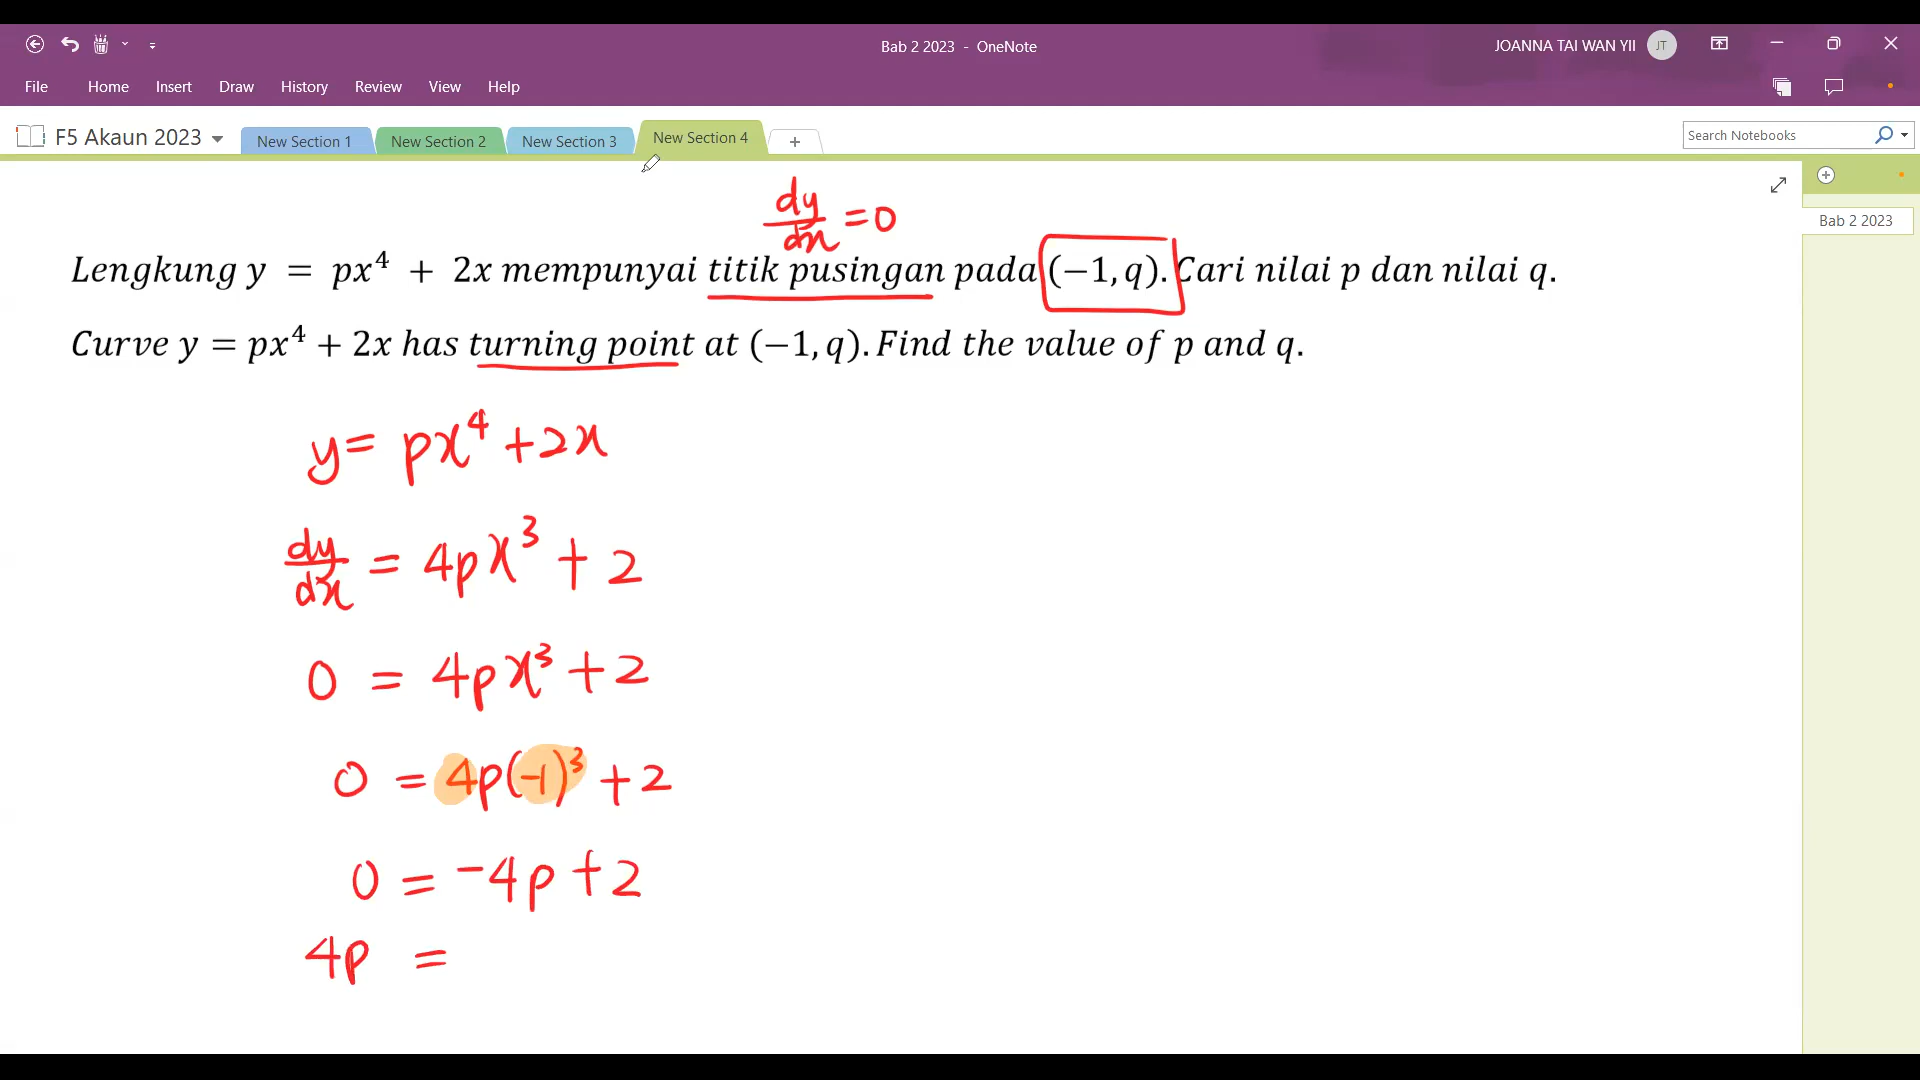 Bab 2 2023 - OneNote
JOANNA TAI WAN YII JT
File Home Insert Draw History Review View Help
F5 Akaun 2023 New Section 1 New Section 2 New Section 3 New Section 4 + Search Notebooks
Bab 2 2023
dy/dx = 0
Lengkung y = px⁴ + 2x mempunyai titik pusingan pada (−1, q). Cari nilai p dan nilai q.
Curve y = px⁴ + 2x has turning point at (−1, q). Find the value of p and q.
y = px⁴ + 2x
dy/dx = 4px³ + 2
0 = 4px³ + 2
0 = 4p(-1)³ + 2
0 = -4p + 2
4p =